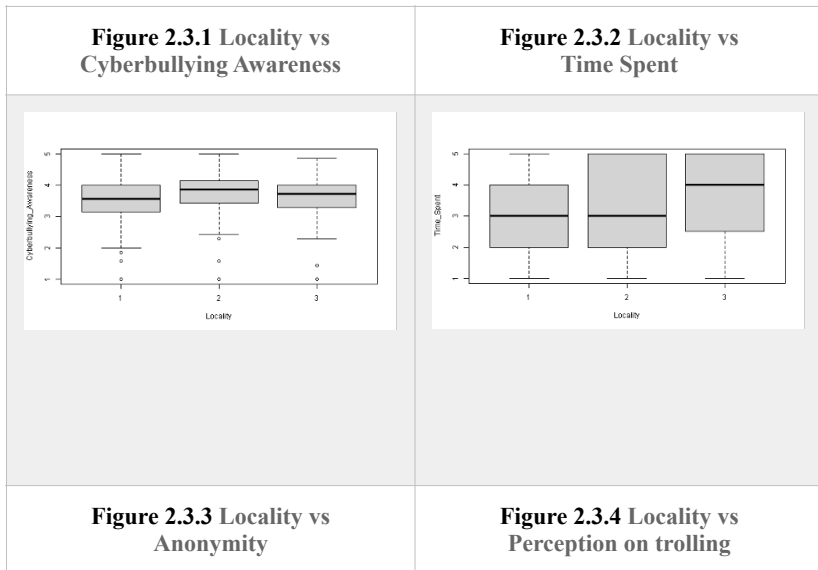 Figure 2.3.1 Locality vs
Cyberbullying Awareness
Figure 2.3.2 Locality vs
Time Spent
Cyberbullying_Awareness
5
4
3
2
1
1 2 3
Locality
Time_Spent
5
4
3
2
1
1 2 3
Locality
Figure 2.3.3 Locality vs
Anonymity
Figure 2.3.4 Locality vs
Perception on trolling